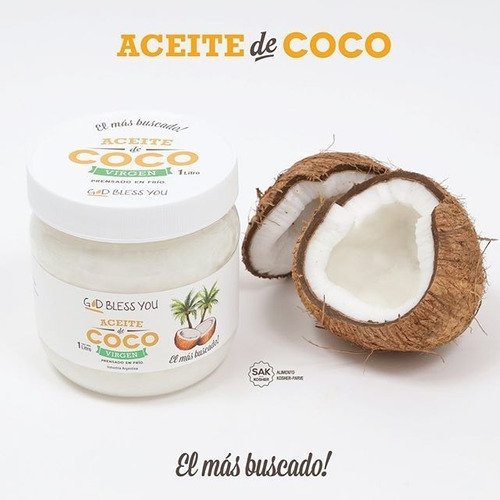 ACEITE de COCO
El más buscado!
ACEITE
de
COCO
VIRGEN
1 Litro
PRENSADO EN FRÍO
GOD BLESS YOU
GOD BLESS YOU
ACEITE
de
COCO
1 Litro
VIRGEN
PRENSADO EN FRÍO
Industria Argentina
El más buscado!
SAK
KOSHER
ALIMENTO
KOSHER-PARVE
El más buscado!